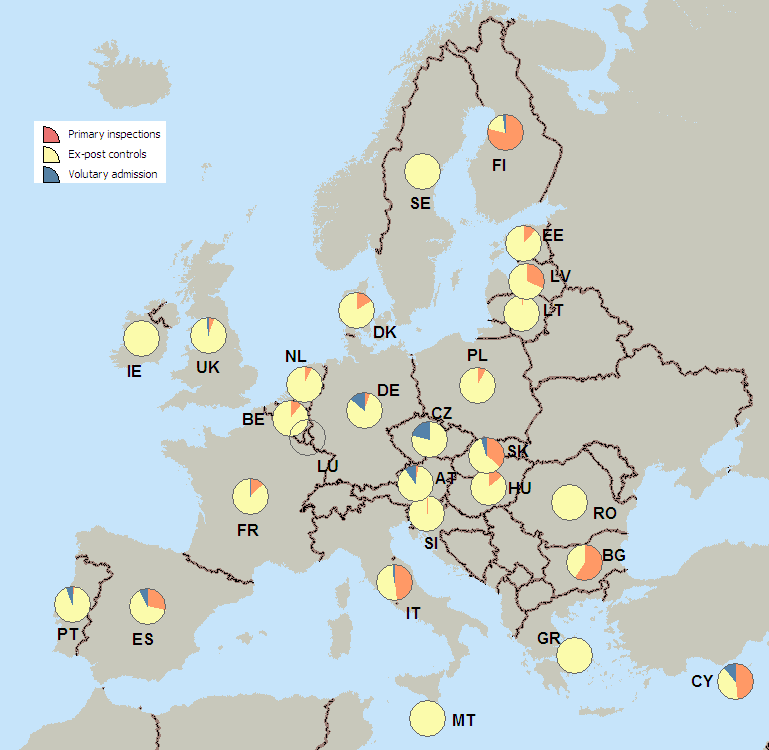 Primary inspections
Ex-post controls
Volutary admission
FI
SE
EE
LV
LT
DK
IE
UK
NL
PL
DE
BE
CZ
LU
SK
AT
HU
FR
RO
SI
BG
IT
PT
ES
GR
CY
MT